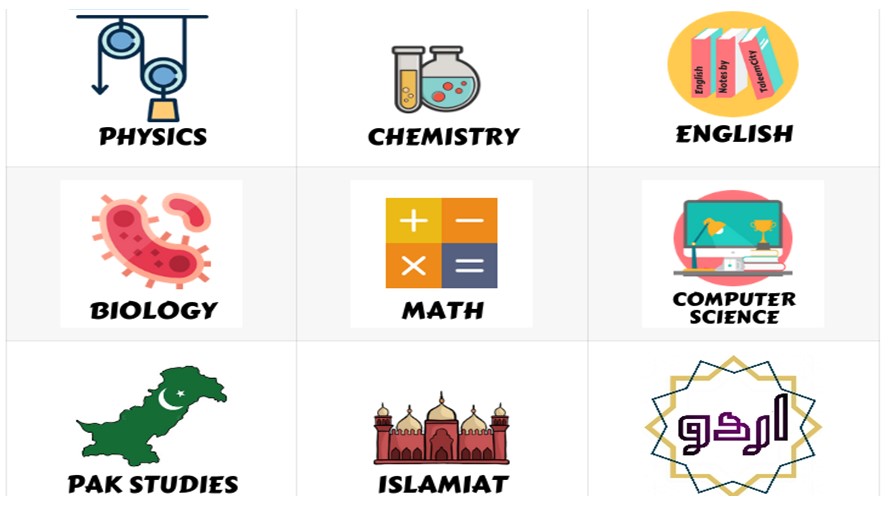 PHYSICS
CHEMISTRY
English
Notes by
TaleemCity
ENGLISH
BIOLOGY
+ −
× =
MATH
COMPUTER
SCIENCE
PAK STUDIES
ISLAMIAT
اردو